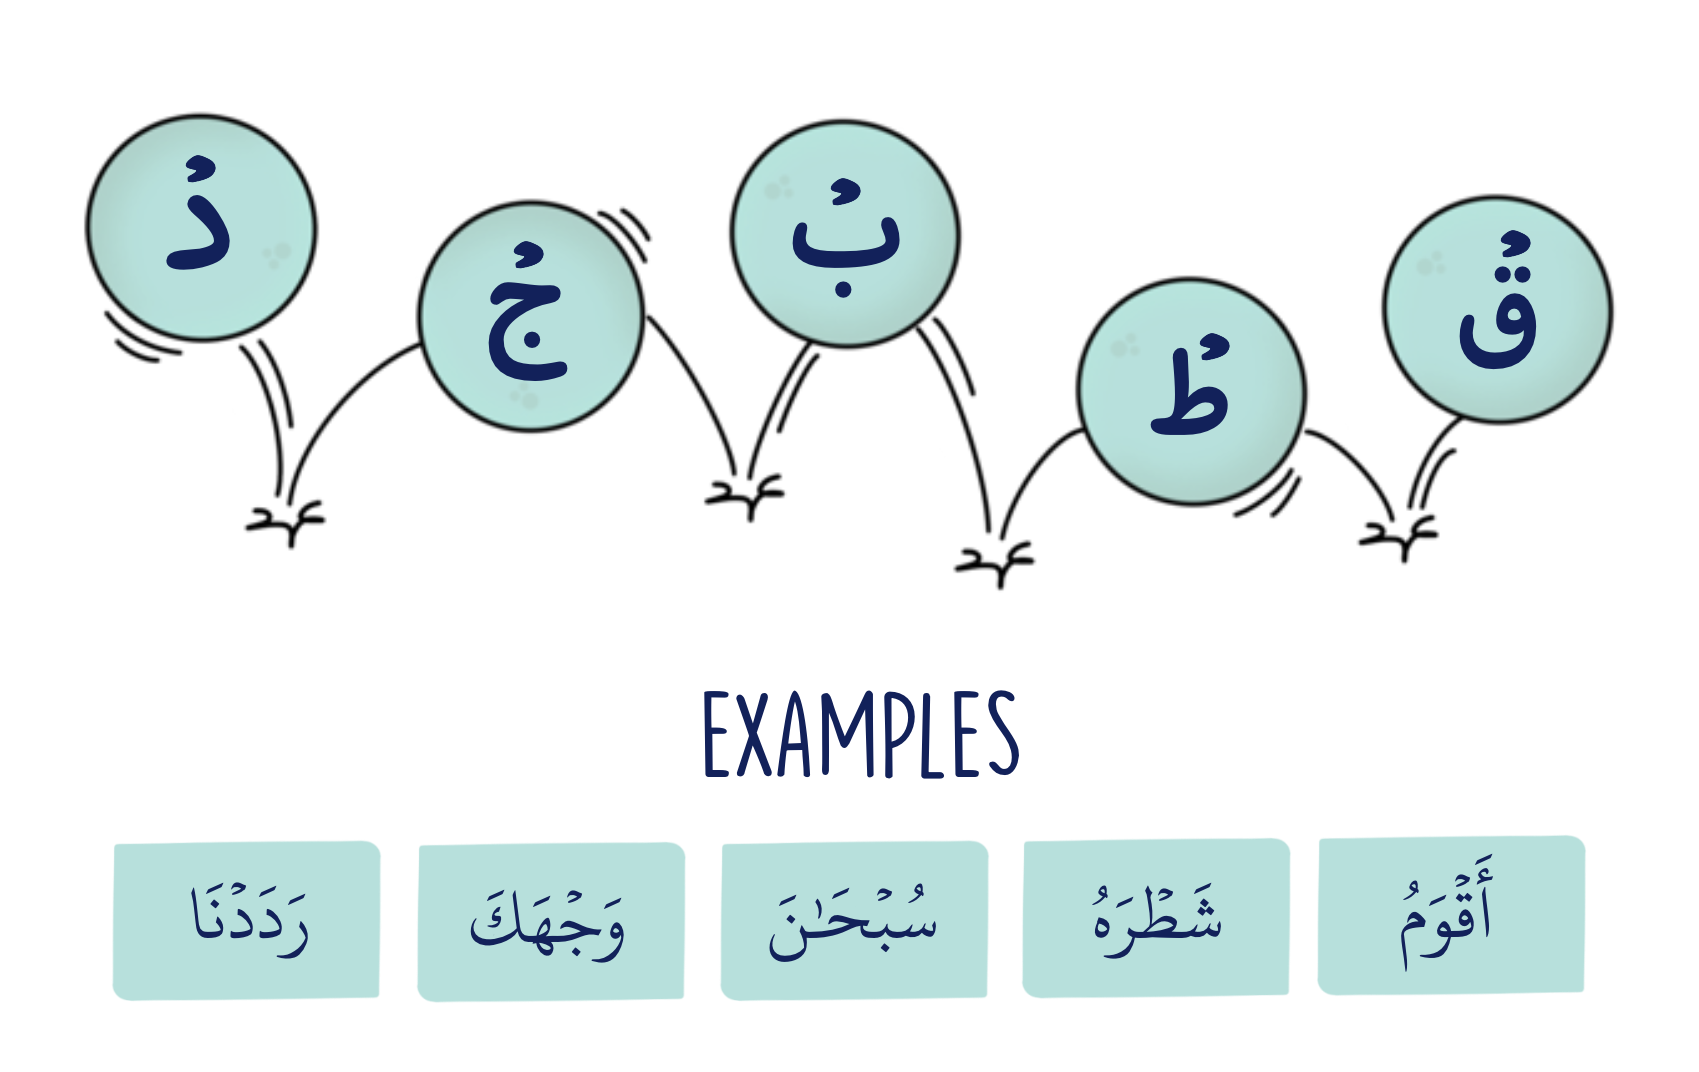 قۡ طۡ بۡ جۡ دۡ
EXAMPLES
أَقۡوَمُ شَطۡرَهُ سُبۡحَـٰنَ وَجۡهَكَ رَدَدۡنَا